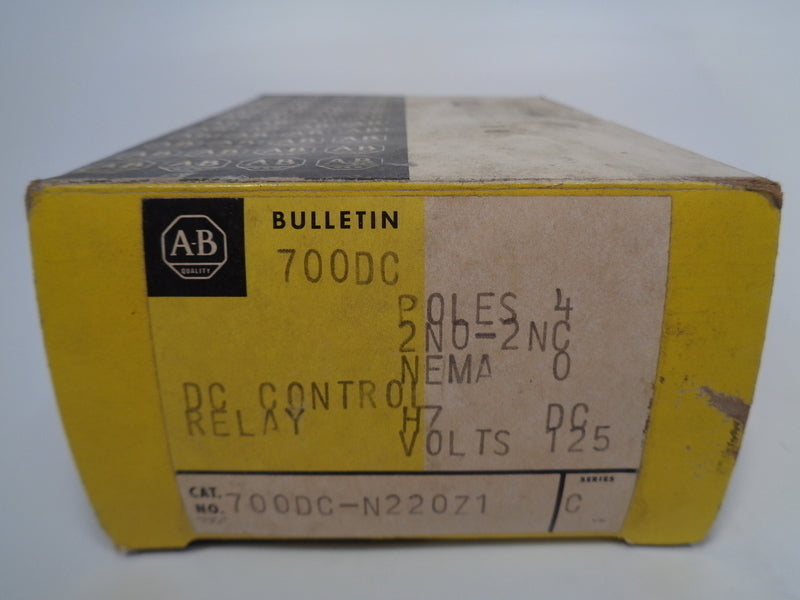 A-B
A-B A-B A-B
A-B
QUALITY
BULLETIN
700DC
POLES 4
2NO-2NC
NEMA 0
DC CONTROL
RELAY H7 DC
VOLTS 125
CAT.
NO. 700DC-N220Z1
SERIES
C